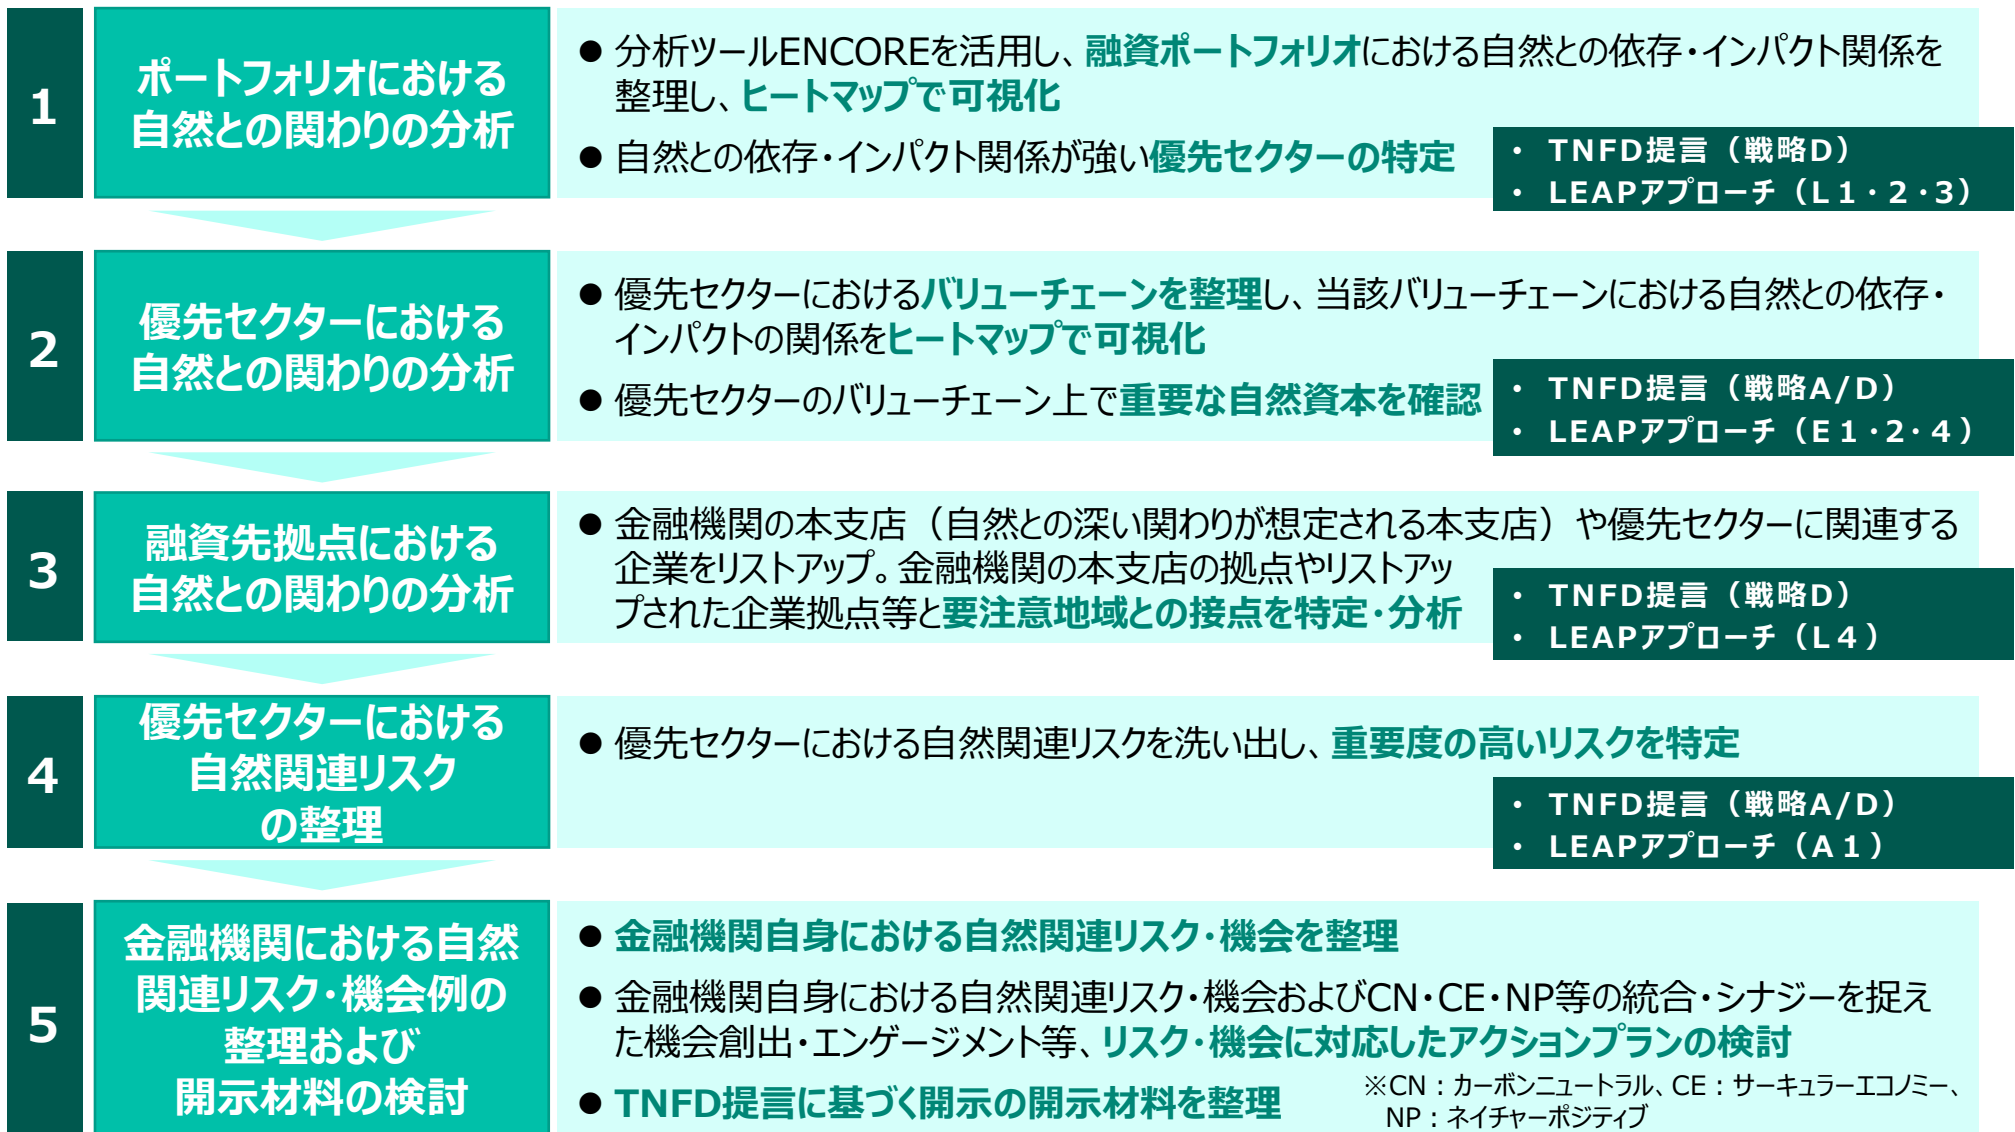 1
ポートフォリオにおける
自然との関わりの分析
● 分析ツールENCOREを活用し、融資ポートフォリオにおける自然との依存・インパクト関係を
整理し、ヒートマップで可視化
● 自然との依存・インパクト関係が強い優先セクターの特定
・ TNFD提言（戦略D）
・ LEAPアプローチ（L１・２・3）
2
優先セクターにおける
自然との関わりの分析
● 優先セクターにおけるバリューチェーンを整理し、当該バリューチェーンにおける自然との依存・
インパクトの関係をヒートマップで可視化
● 優先セクターのバリューチェーン上で重要な自然資本を確認
・ TNFD提言（戦略A/D）
・ LEAPアプローチ（E１・2・４）
3
融資先拠点における
自然との関わりの分析
● 金融機関の本支店（自然との深い関わりが想定される本支店）や優先セクターに関連する
企業をリストアップ。金融機関の本支店の拠点やリストアッ
プされた企業拠点等と要注意地域との接点を特定・分析
・ TNFD提言（戦略D）
・ LEAPアプローチ（L４）
4
優先セクターにおける
自然関連リスク
の整理
● 優先セクターにおける自然関連リスクを洗い出し、重要度の高いリスクを特定
・ TNFD提言（戦略A/D）
・ LEAPアプローチ（A１）
5
金融機関における自然
関連リスク・機会例の
整理および
開示材料の検討
● 金融機関自身における自然関連リスク・機会を整理
● 金融機関自身における自然関連リスク・機会およびCN・CE・NP等の統合・シナジーを捉え
た機会創出・エンゲージメント等、リスク・機会に対応したアクションプランの検討
● TNFD提言に基づく開示の開示材料を整理
※CN：カーボンニュートラル、CE：サーキュラーエコノミー、
NP：ネイチャーポジティブ